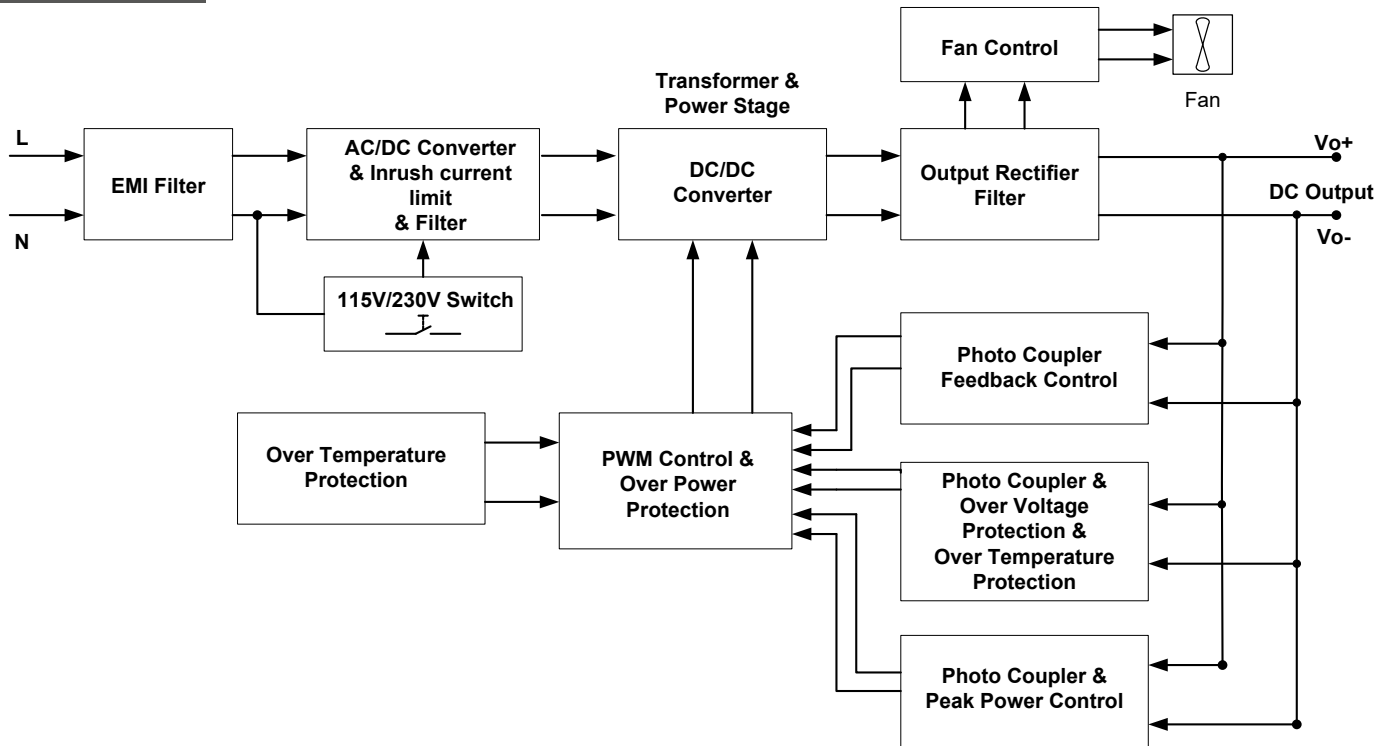 Fan Control
Fan
Transformer &
Power Stage
L
N
EMI Filter
AC/DC Converter
& Inrush current
limit
& Filter
DC/DC
Converter
Output Rectifier
Filter
Vo+
DC Output
Vo-
115V/230V Switch
Photo Coupler
Feedback Control
Over Temperature
Protection
PWM Control &
Over Power
Protection
Photo Coupler &
Over Voltage
Protection &
Over Temperature
Protection
Photo Coupler &
Peak Power Control